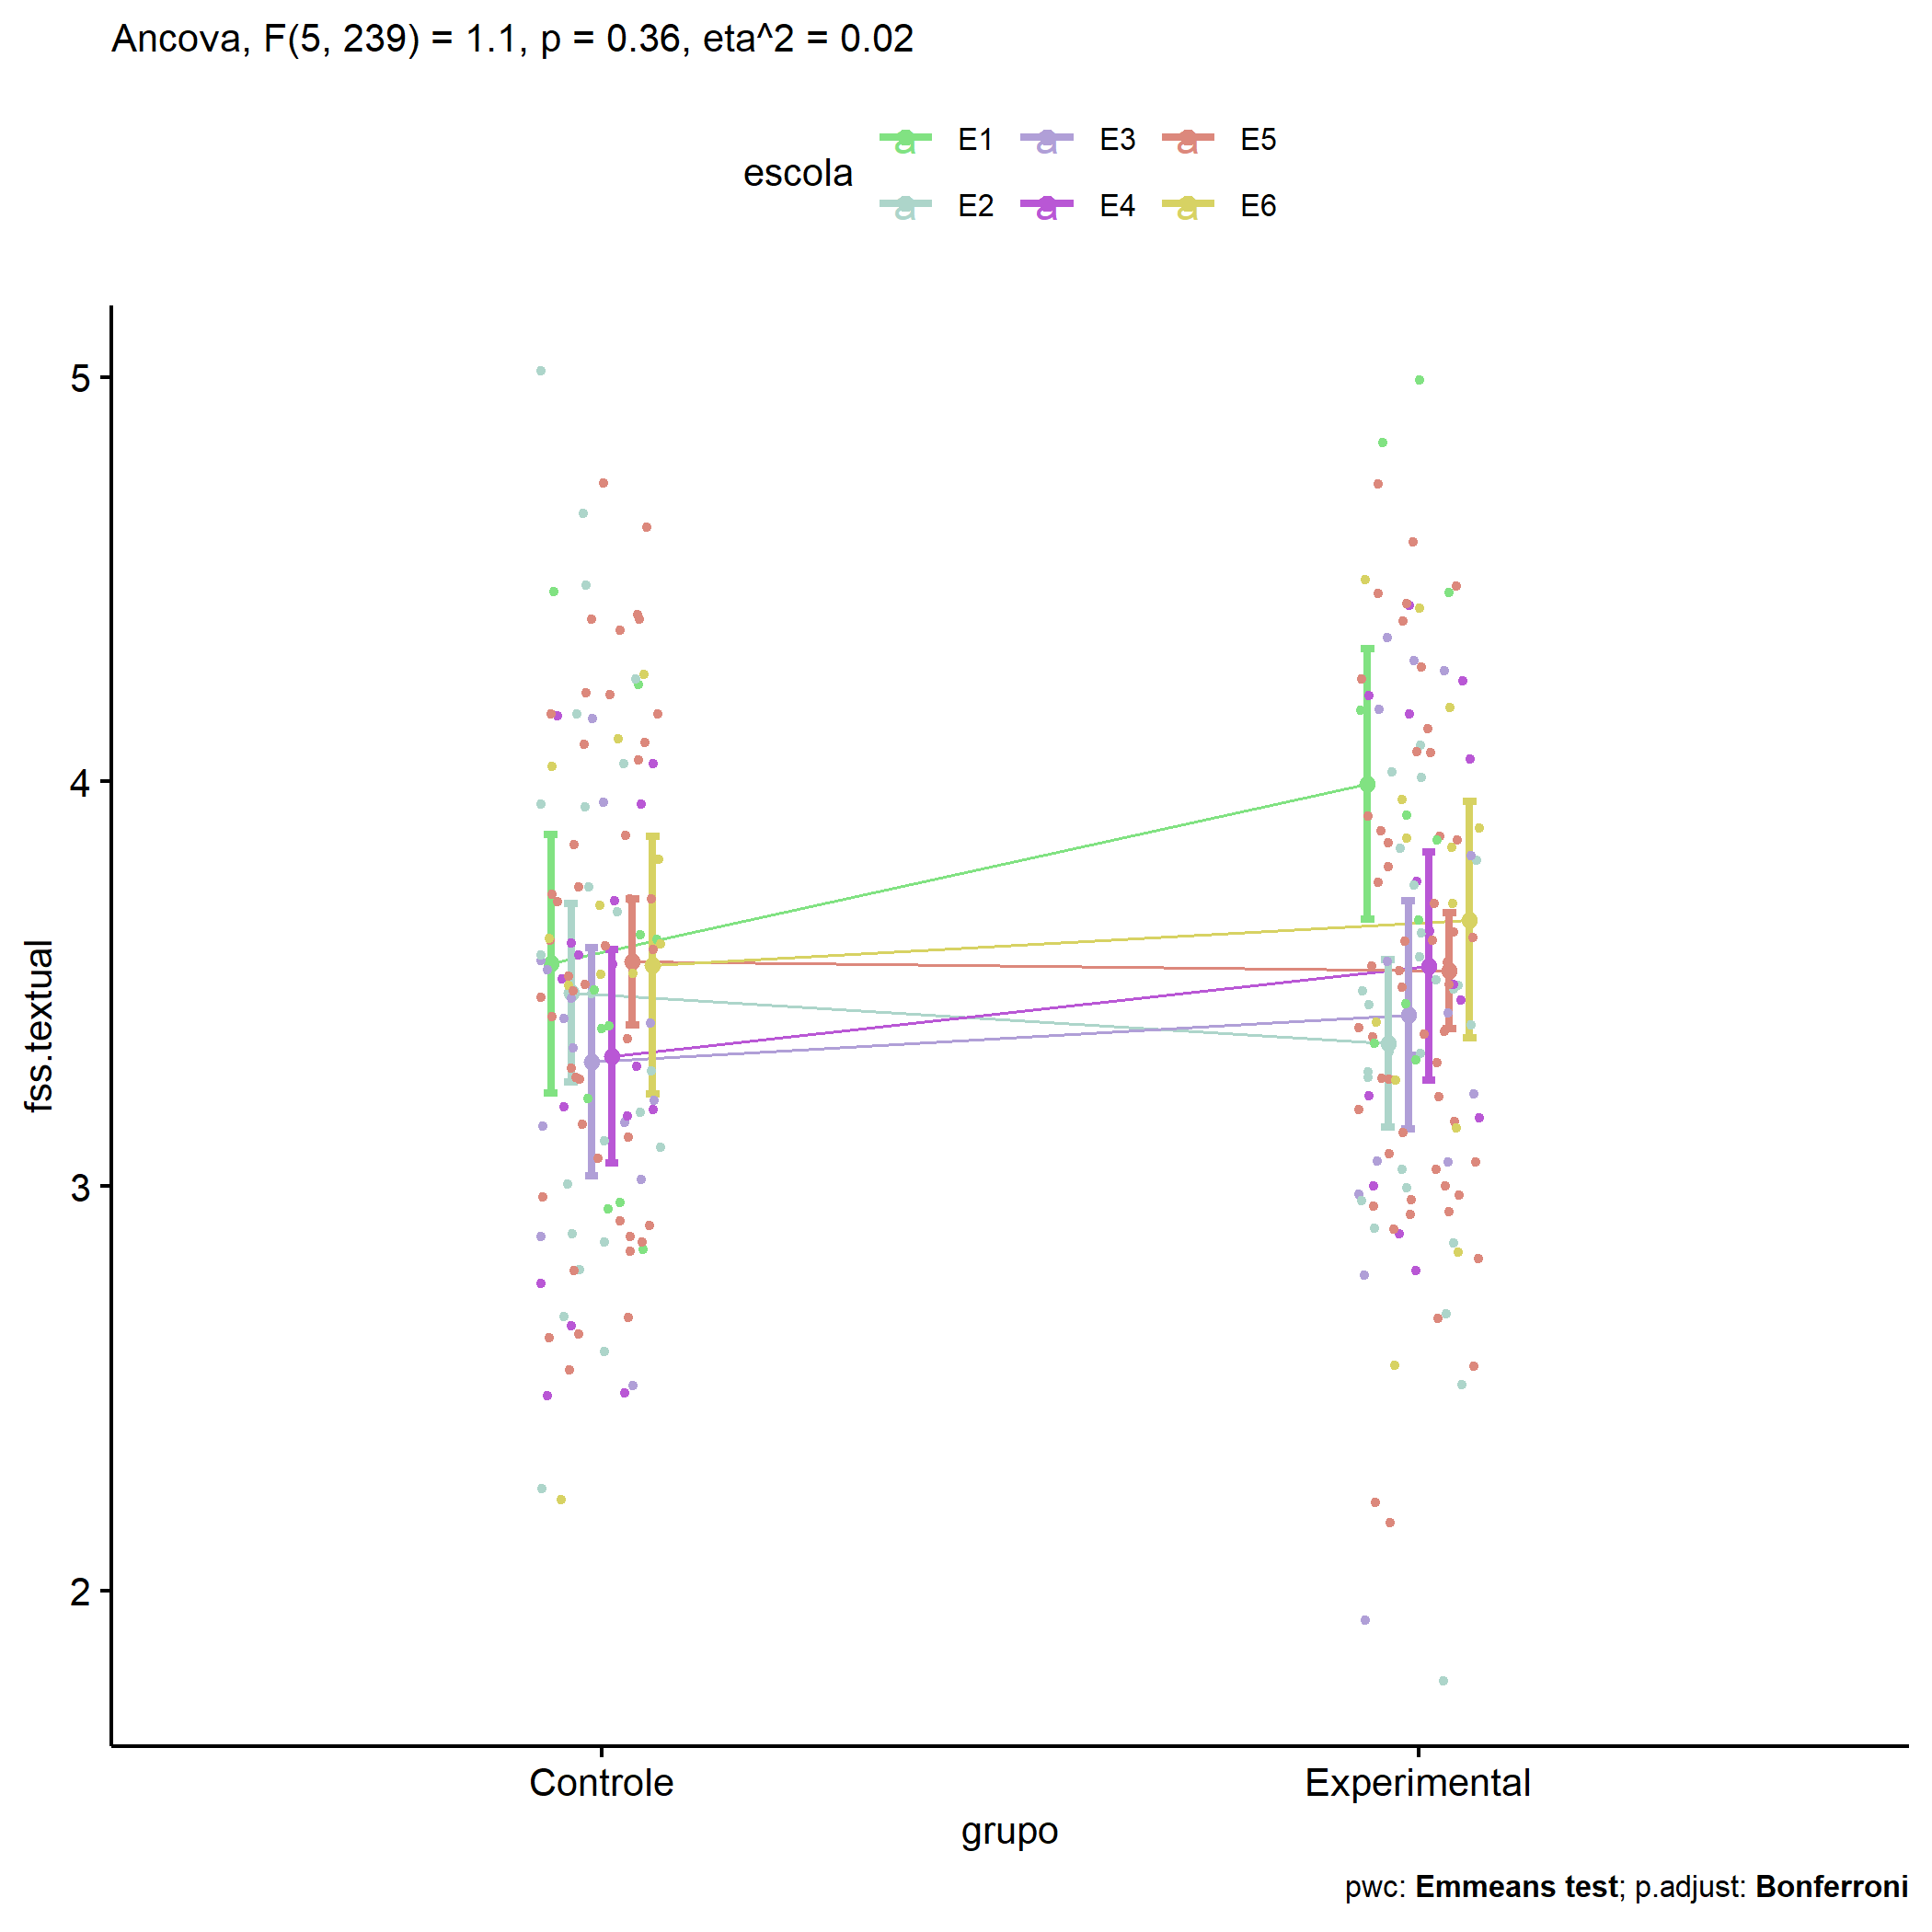 Ancova, F(5, 239) = 1.1, p = 0.36, eta^2 = 0.02
escola
a E1 a E3 a E5
a E2 a E4 a E6
5
4
3
2
fss.textual
Controle Experimental
grupo
pwc: Emmeans test; p.adjust: Bonferroni